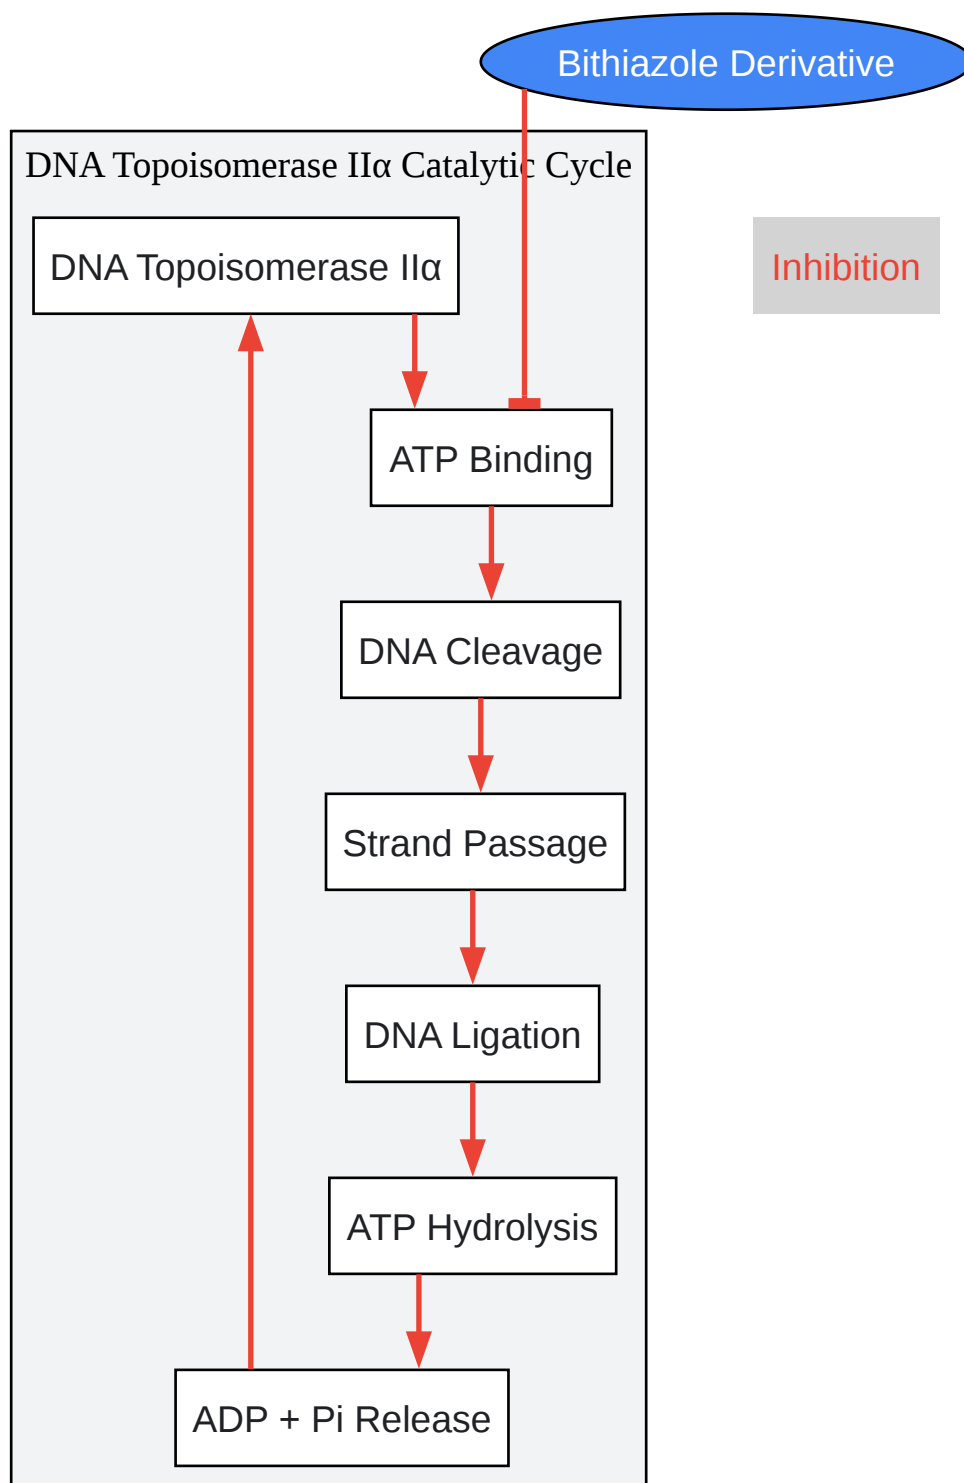 Bithiazole Derivative
DNA Topoisomerase IIα Catalytic Cycle
DNA Topoisomerase IIα
Inhibition
ATP Binding
DNA Cleavage
Strand Passage
DNA Ligation
ATP Hydrolysis
ADP + Pi Release